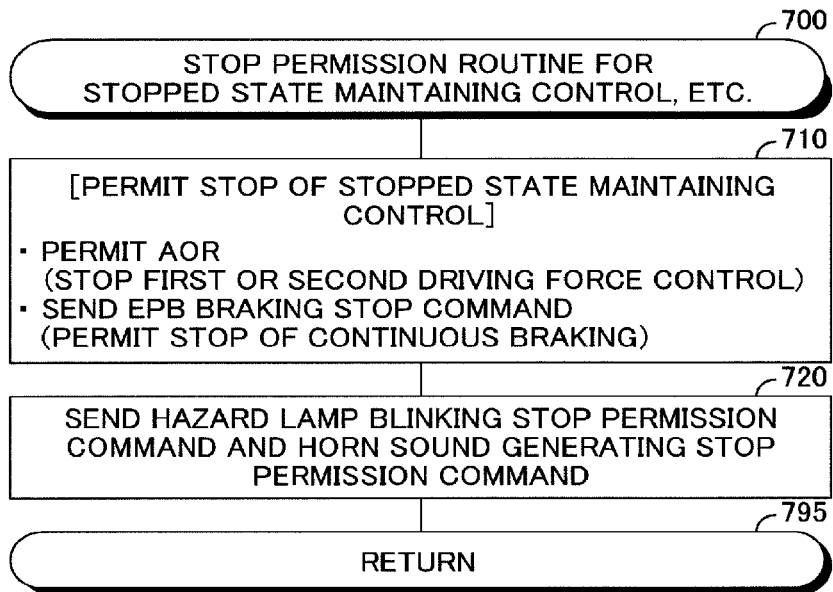 700
STOP PERMISSION ROUTINE FOR
STOPPED STATE MAINTAINING CONTROL, ETC.
710
[PERMIT STOP OF STOPPED STATE MAINTAINING
CONTROL]
・ PERMIT AOR
(STOP FIRST OR SECOND DRIVING FORCE CONTROL)
・ SEND EPB BRAKING STOP COMMAND
(PERMIT STOP OF CONTINUOUS BRAKING)
720
SEND HAZARD LAMP BLINKING STOP PERMISSION
COMMAND AND HORN SOUND GENERATING STOP
PERMISSION COMMAND
795
RETURN